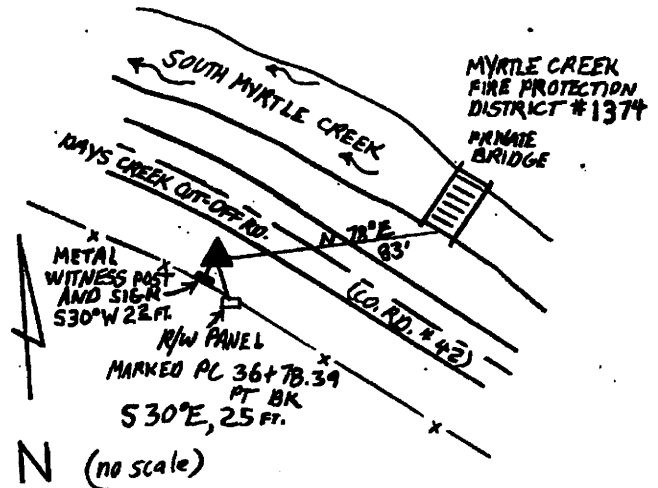 SOUTH MYRTLE CREEK
MYRTLE CREEK
FIRE PROTECTION
DISTRICT #1374
PRIVATE
BRIDGE
DAYS CREEK CUT-OFF RD.
N 78°E
83'
METAL
WITNESS POST
AND SIGN
S30°W 22 FT.
(CO. RD. # 42)
R/W PANEL
MARKED PC 36+78.39
PT BK
S 30°E, 25 FT.
N (no scale)